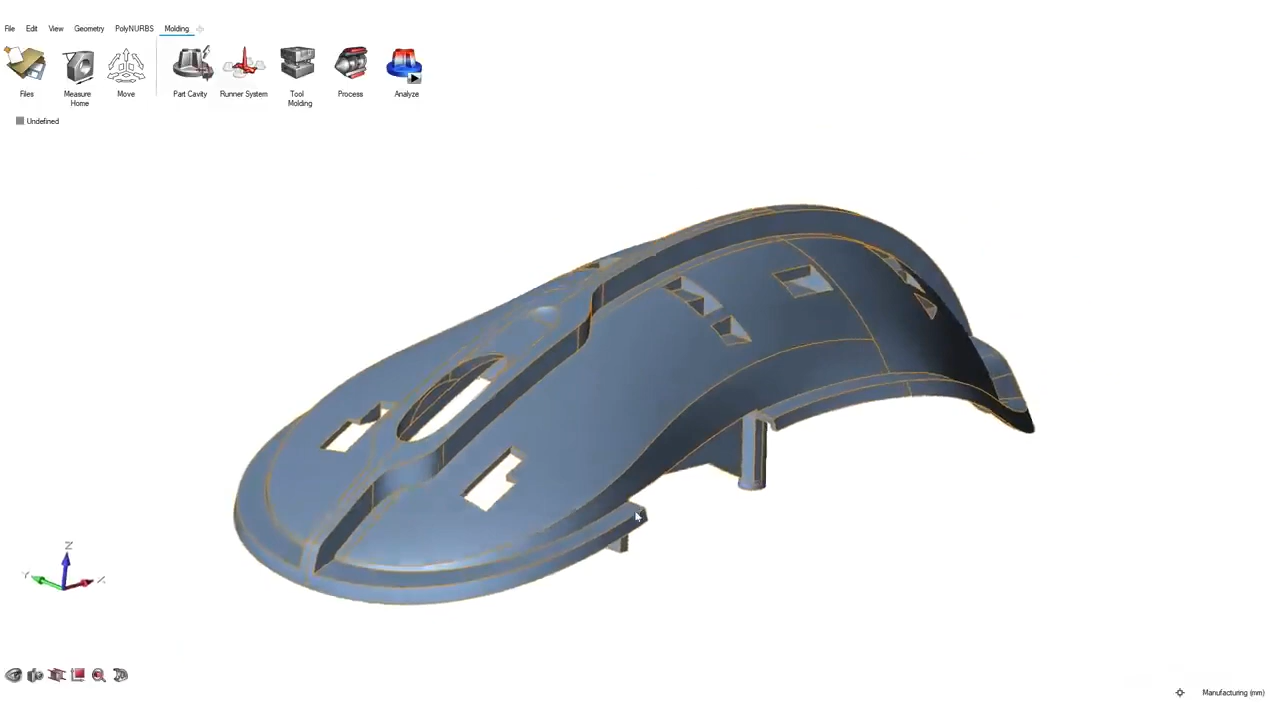 File Edit View Geometry PolyNURBS Molding
Files Measure Home Move Part Cavity Runner System Tool Molding Process Analyze
Undefined
Z
Y X
Manufacturing (mm)